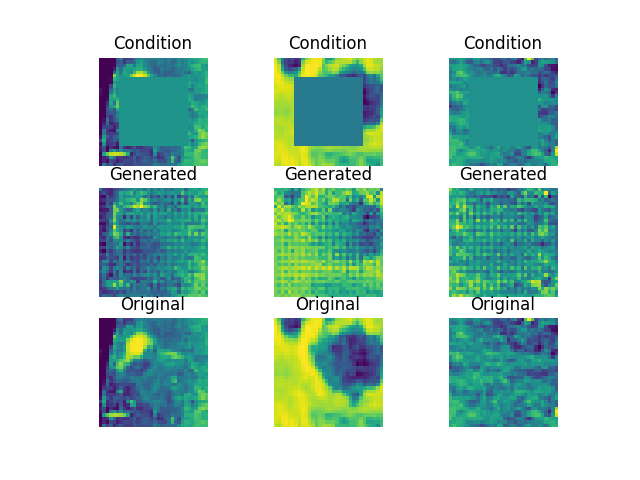 Condition Condition Condition
Generated Generated Generated
Original Original Original